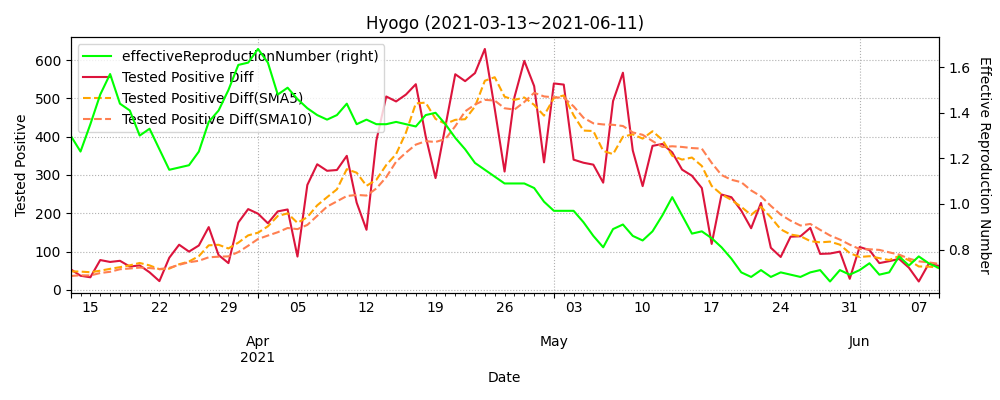 Hyogo (2021-03-13~2021-06-11)
effectiveReproductionNumber (right)
Tested Positive Diff
Tested Positive Diff(SMA5)
Tested Positive Diff(SMA10)
Tested Positive
600
500
400
300
200
100
0
1.6
1.4
1.2
1.0
0.8
Effective Reproduction Number
15 22 29 05 12 19 26 03 10 17 24 31 07
Apr May Jun
2021
Date